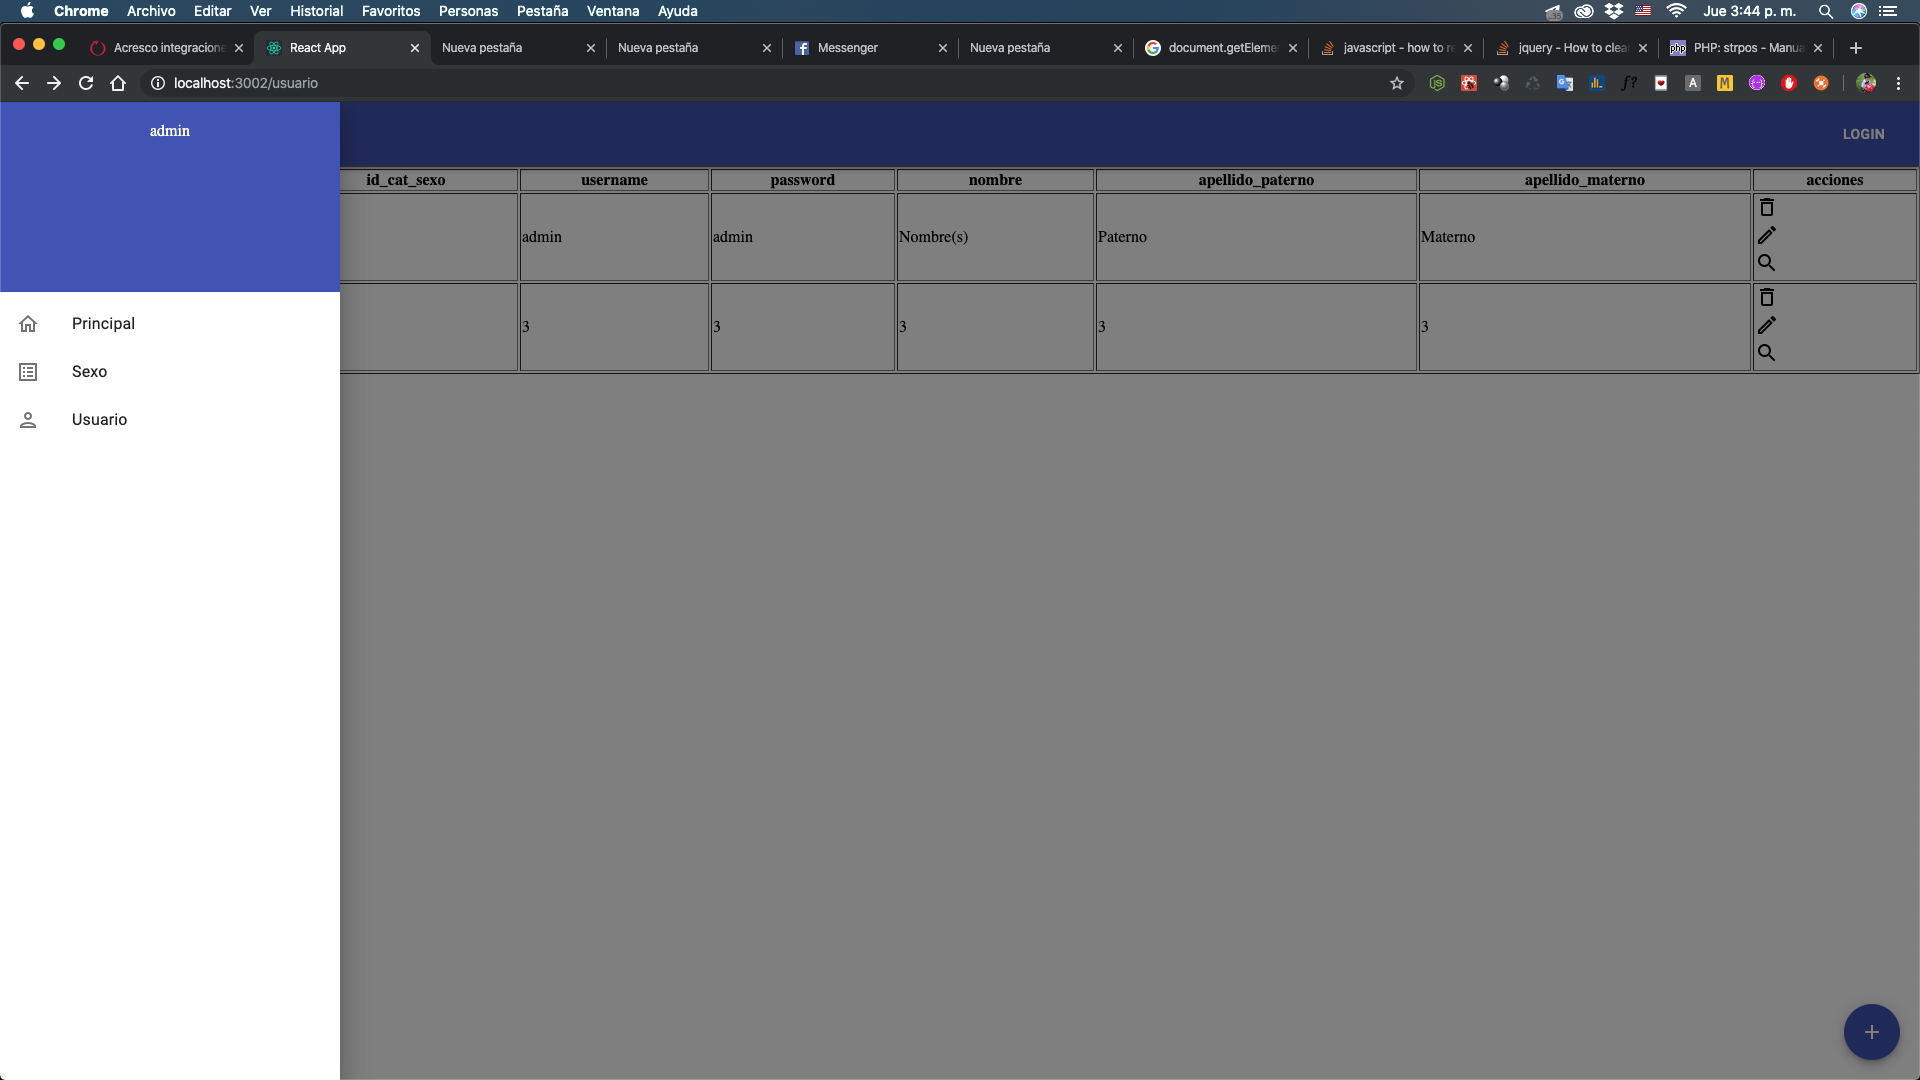 Chrome Archivo Editar Ver Historial Favoritos Personas Pestaña Ventana Ayuda Jue 3:44 p. m.
Acresco integracione React App Nueva pestaña Nueva pestaña Messenger Nueva pestaña document.getEleme javascript - how to r jquery - How to clea php PHP: strpos - Manua
localhost:3002/usuario f? A M
admin LOGIN
id_cat_sexo username password nombre apellido_paterno apellido_materno acciones
admin admin Nombre(s) Paterno Materno
3 3 3 3 3
Principal
Sexo
Usuario